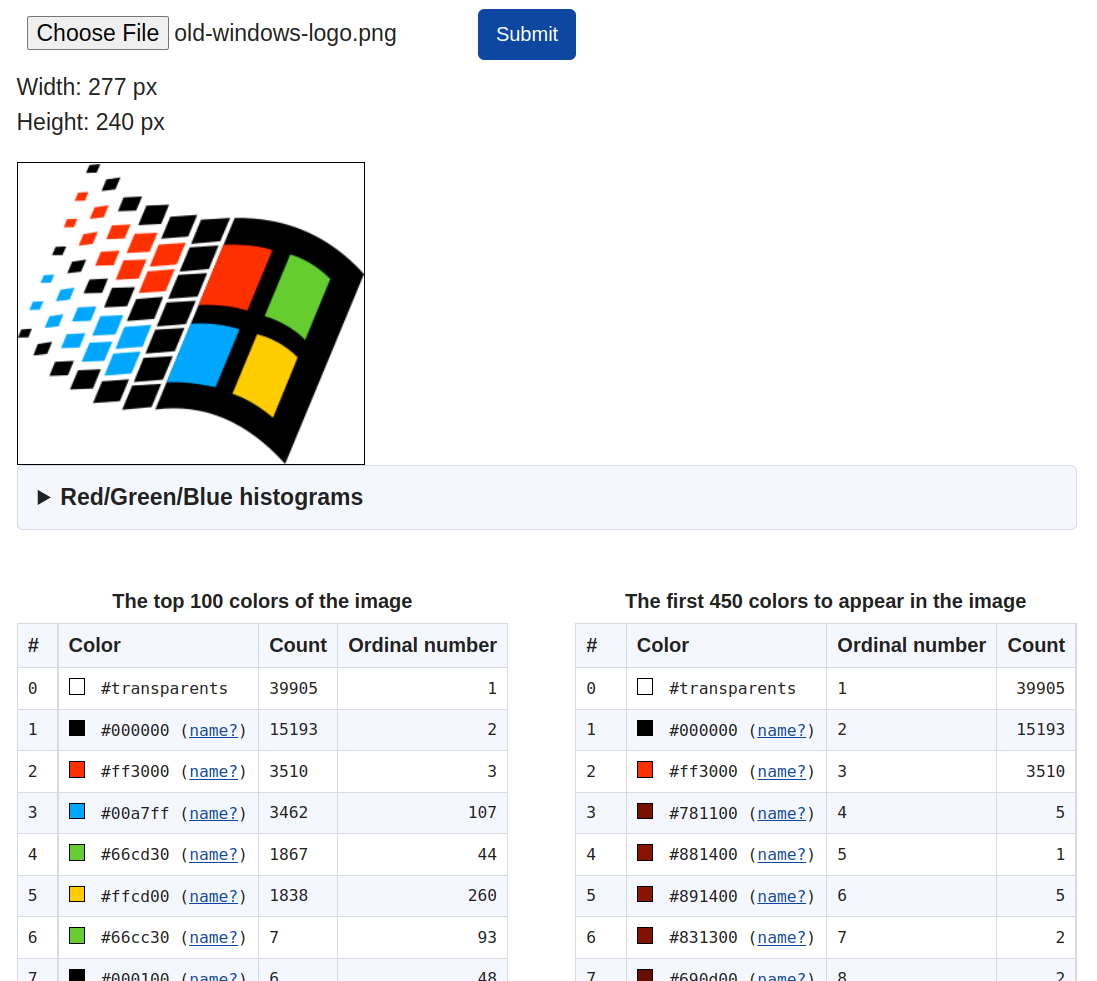 Choose File old-windows-logo.png Submit
Width: 277 px
Height: 240 px
▶ Red/Green/Blue histograms
The top 100 colors of the image
# Color Count Ordinal number
0 #transparents 39905 1
1 #000000 (name?) 15193 2
2 #ff3000 (name?) 3510 3
3 #00a7ff (name?) 3462 107
4 #66cd30 (name?) 1867 44
5 #ffcd00 (name?) 1838 260
6 #66cc30 (name?) 7 93
7 #000100 (name?) 6 48
The first 450 colors to appear in the image
# Color Ordinal number Count
0 #transparents 1 39905
1 #000000 (name?) 2 15193
2 #ff3000 (name?) 3 3510
3 #781100 (name?) 4 5
4 #881400 (name?) 5 1
5 #891400 (name?) 6 5
6 #831300 (name?) 7 2
7 #690d00 (name?) 8 2